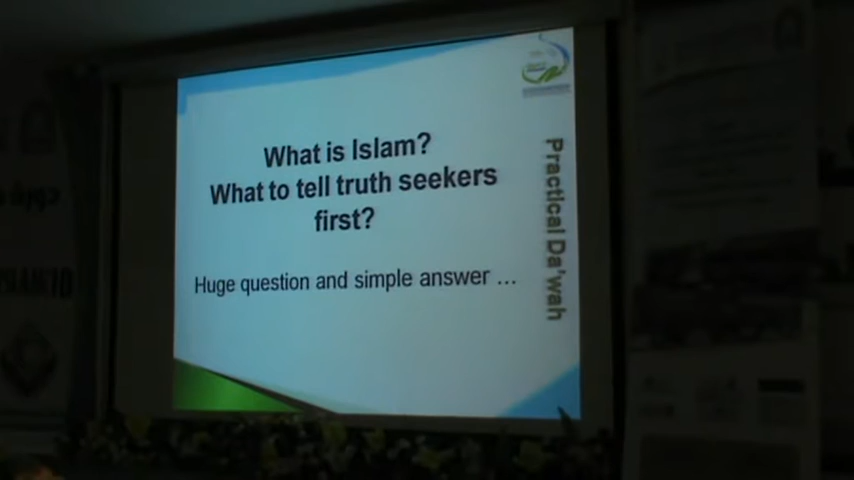 What is Islam?
What to tell truth seekers
first?
Huge question and simple answer ...
Practical Da'wah